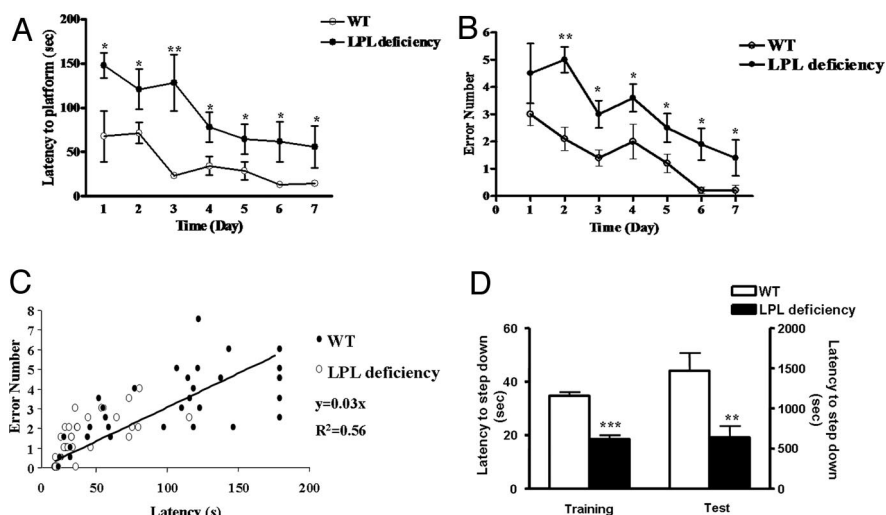 A
WT
LPL deficiency
Latency to platform (sec)
200
150
100
50
0
*
*
**
*
*
*
*
1 2 3 4 5 6 7
Time (Day)
B
WT
LPL deficiency
Error Number
6
5
4
3
2
1
0
**
*
*
*
*
*
0 1 2 3 4 5 6 7
Time (Day)
C
Error Number
8
7
6
5
4
3
2
1
0
0 50 100 150 200
Latency (s)
WT
LPL deficiency
y=0.03x
R²=0.56
D
WT
LPL deficiency
Latency to step down
(sec)
60
40
20
0
***
**
Training Test
2000
1500
1000
500
0
Latency to step down
(sec)